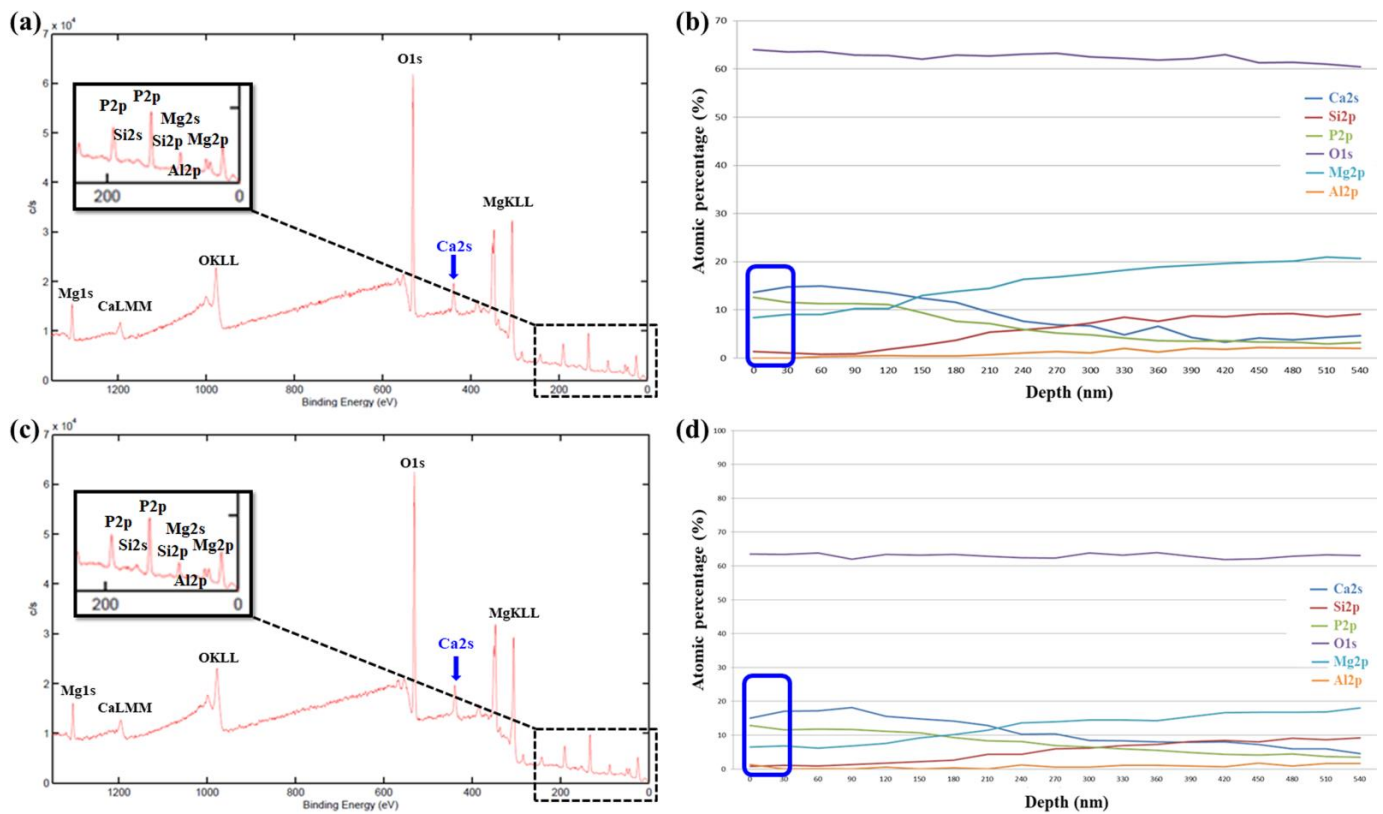 (a)
7 x 10⁴
6
5
4
3
2
1
0
c/s
P2p
P2p
Mg2s
Si2s
Si2p
Mg2p
Al2p
200
0
O1s
MgKLL
Ca2s
OKLL
Mg1s
CaLMM
1200 1000 800 600 400 200 0
Binding Energy (eV)
(b)
70
60
50
40
30
20
10
0
Atomic percentage (%)
Ca2s
Si2p
P2p
O1s
Mg2p
Al2p
0 30 60 90 120 150 180 210 240 270 300 330 360 390 420 450 480 510 540
Depth (nm)
(c)
7 x 10⁴
6
5
4
3
2
1
0
c/s
P2p
P2p
Mg2s
Si2s
Si2p
Mg2p
Al2p
200
0
O1s
MgKLL
Ca2s
OKLL
Mg1s
CaLMM
1200 1000 800 600 400 200 0
Binding Energy (eV)
(d)
100
90
80
70
60
50
40
30
20
10
0
Atomic percentage (%)
Ca2s
Si2p
P2p
O1s
Mg2p
Al2p
0 30 60 90 120 150 180 210 240 270 300 330 360 390 420 450 480 510 540
Depth (nm)